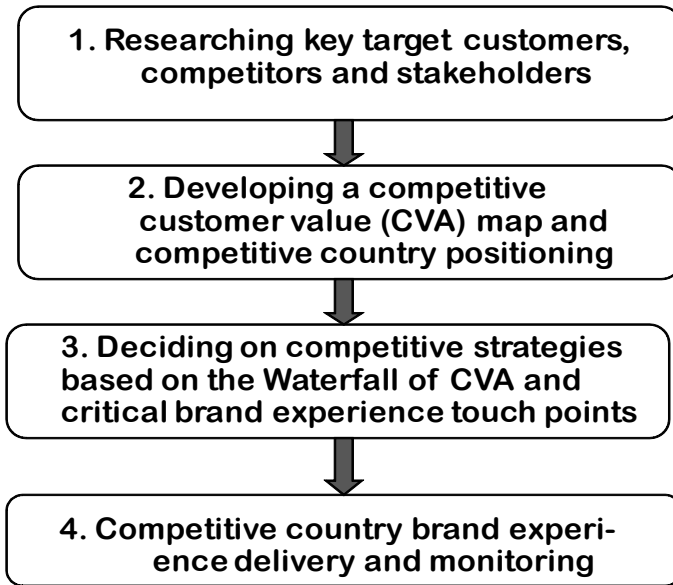 1. Researching key target customers,
competitors and stakeholders
2. Developing a competitive
customer value (CVA) map and
competitive country positioning
3. Deciding on competitive strategies
based on the Waterfall of CVA and
critical brand experience touch points
4. Competitive country brand experi-
ence delivery and monitoring